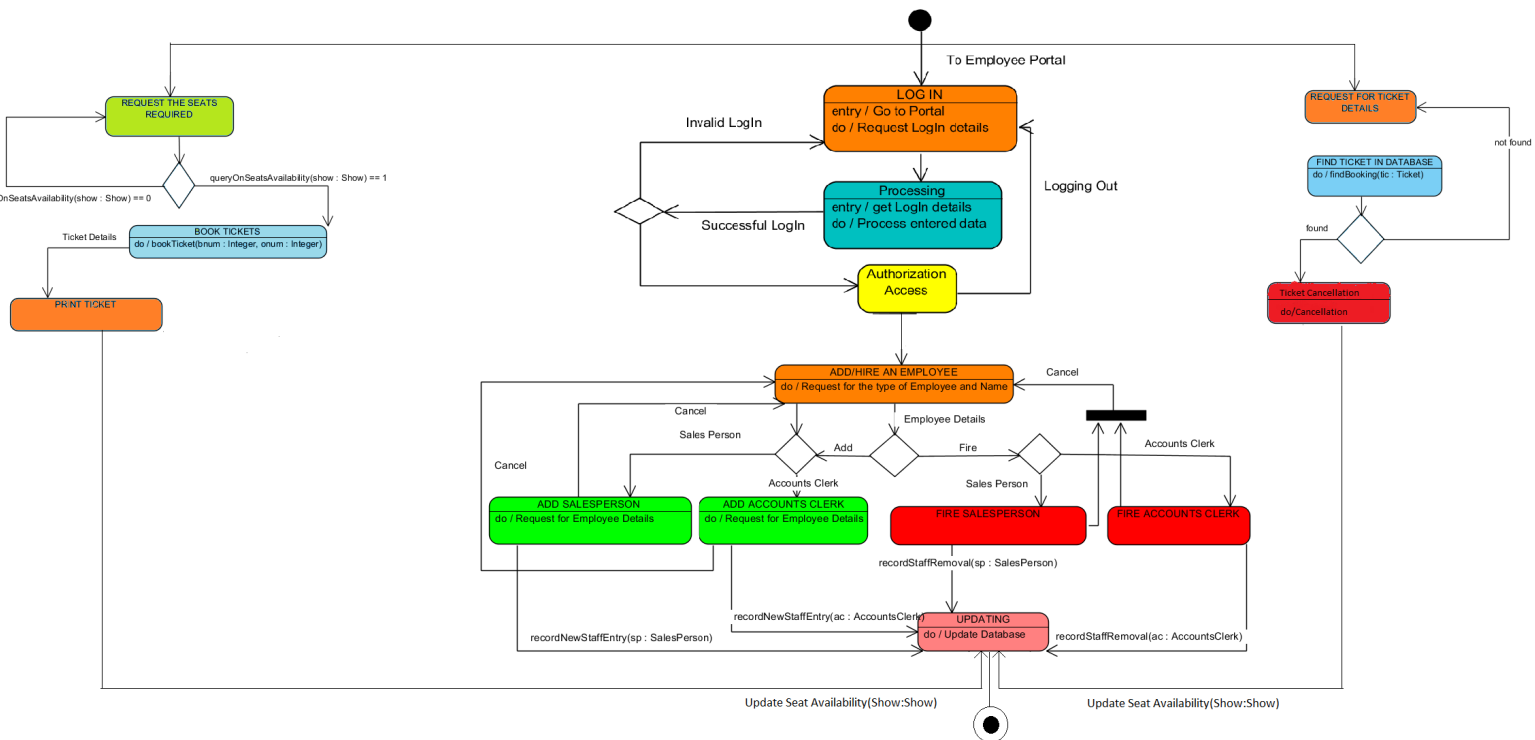 To Employee Portal
LOG IN
entry / Go to Portal
do / Request LogIn details
REQUEST THE SEATS
REQUIRED
REQUEST FOR TICKET
DETAILS
Invalid LogIn
not found
FIND TICKET IN DATABASE
do / findBooking(tic : Ticket)
queryOnSeatsAvailability(show : Show) == 1
OnSeatsAvailability(show : Show) == 0
Processing
entry / get LogIn details
do / Process entered data
Logging Out
Successful LogIn
BOOK TICKETS
do / bookTicket(bnum : Integer, onum : Integer)
Ticket Details
found
Authorization
Access
Ticket Cancellation
do/Cancellation
PRINT TICKET
ADD/HIRE AN EMPLOYEE
do / Request for the type of Employee and Name
Cancel
Cancel
Employee Details
Sales Person
Add
Fire
Accounts Clerk
Cancel
Accounts Clerk
Sales Person
ADD SALESPERSON
do / Request for Employee Details
ADD ACCOUNTS CLERK
do / Request for Employee Details
FIRE SALESPERSON
FIRE ACCOUNTS CLERK
recordStaffRemoval(sp : SalesPerson)
recordNewStaffEntry(ac : AccountsClerk)
UPDATING
do / Update Database
recordNewStaffEntry(sp : SalesPerson)
recordStaffRemoval(ac : AccountsClerk)
Update Seat Availability(Show:Show)
Update Seat Availability(Show:Show)